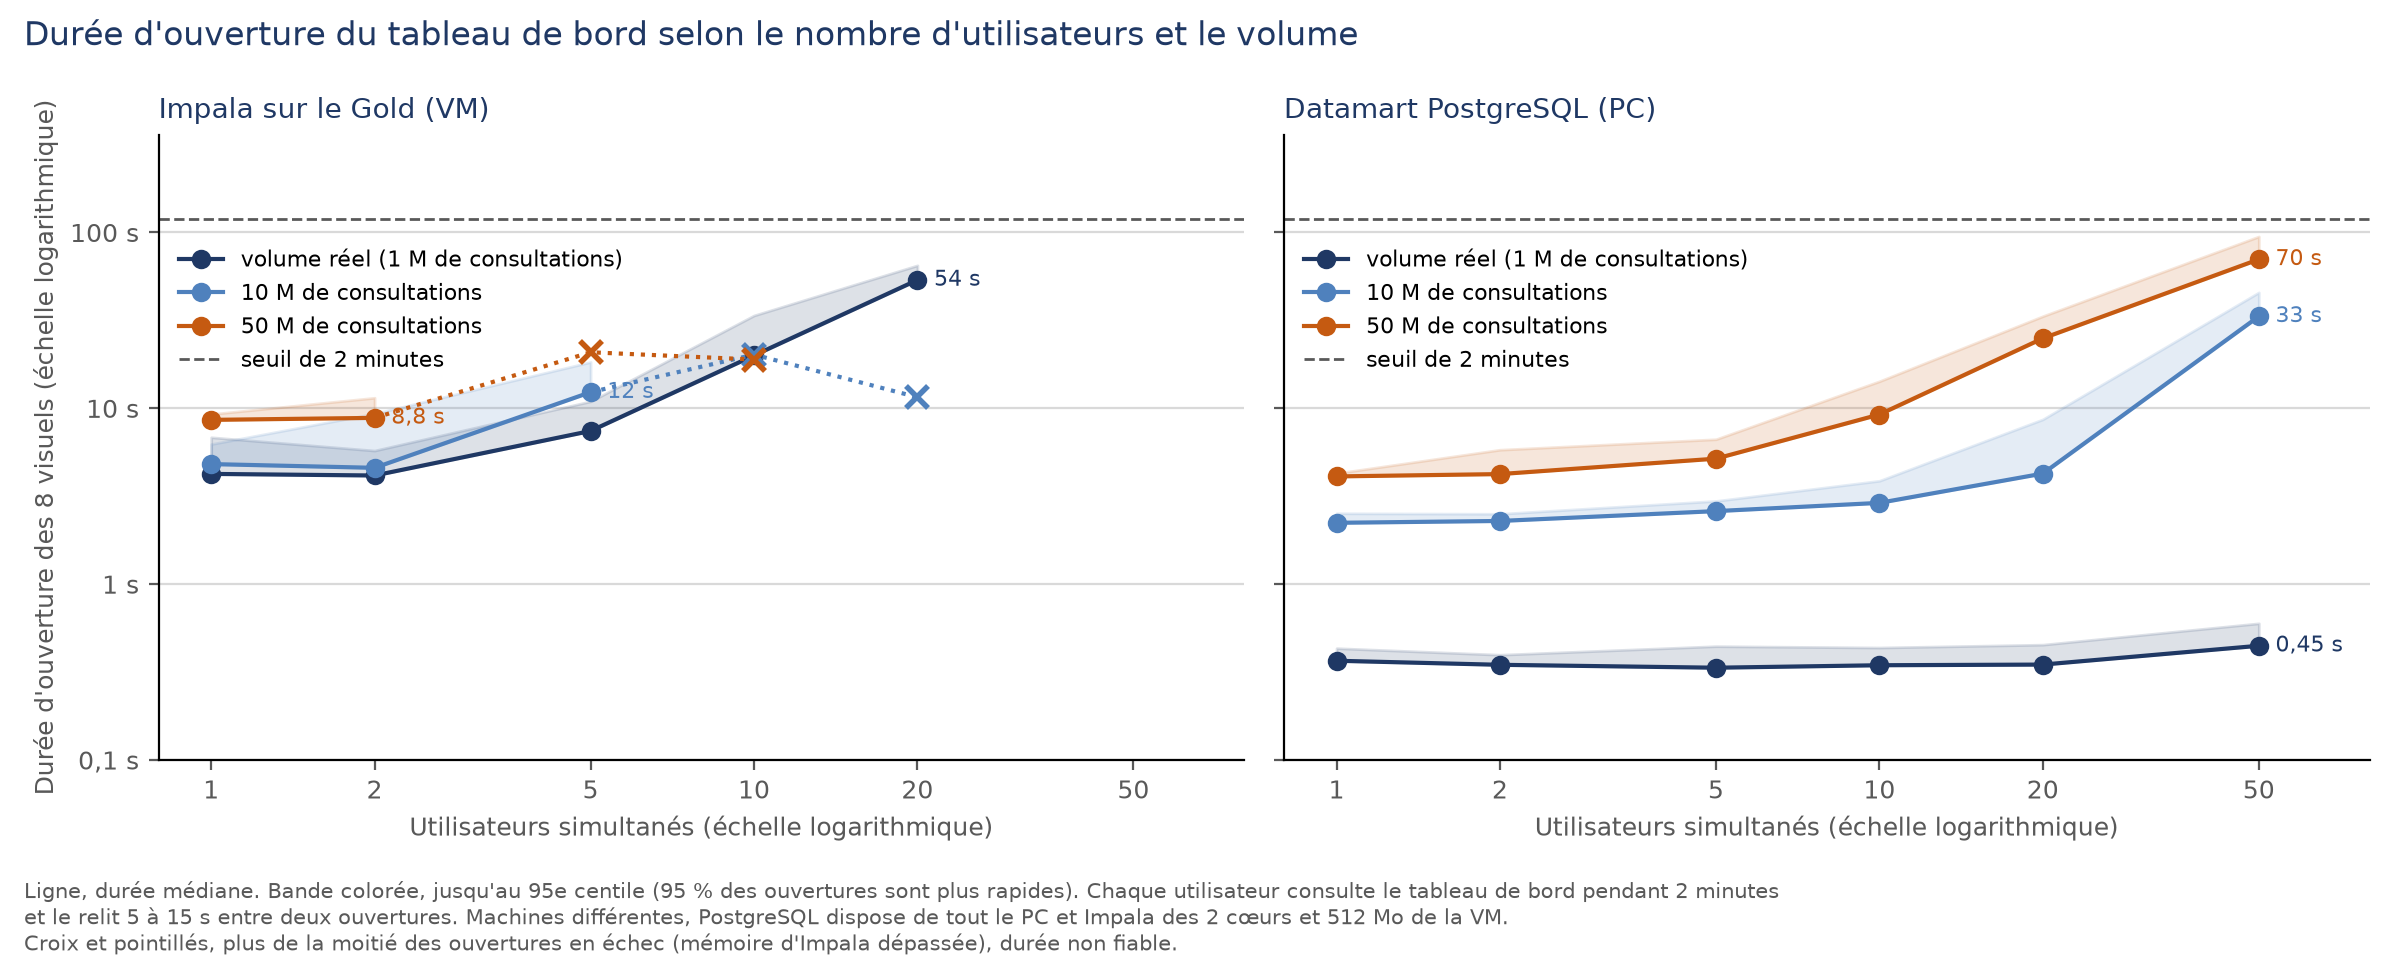 Durée d'ouverture du tableau de bord selon le nombre d'utilisateurs et le volume
Impala sur le Gold (VM)
Durée d'ouverture des 8 visuels (échelle logarithmique)
100 s
10 s
1 s
0,1 s
volume réel (1 M de consultations)
10 M de consultations
50 M de consultations
seuil de 2 minutes
54 s
12 s
8,8 s
1 2 5 10 20 50
Utilisateurs simultanés (échelle logarithmique)
Datamart PostgreSQL (PC)
volume réel (1 M de consultations)
10 M de consultations
50 M de consultations
seuil de 2 minutes
70 s
33 s
0,45 s
1 2 5 10 20 50
Utilisateurs simultanés (échelle logarithmique)
Ligne, durée médiane. Bande colorée, jusqu'au 95e centile (95 % des ouvertures sont plus rapides). Chaque utilisateur consulte le tableau de bord pendant 2 minutes
et le relit 5 à 15 s entre deux ouvertures. Machines différentes, PostgreSQL dispose de tout le PC et Impala des 2 cœurs et 512 Mo de la VM.
Croix et pointillés, plus de la moitié des ouvertures en échec (mémoire d'Impala dépassée), durée non fiable.